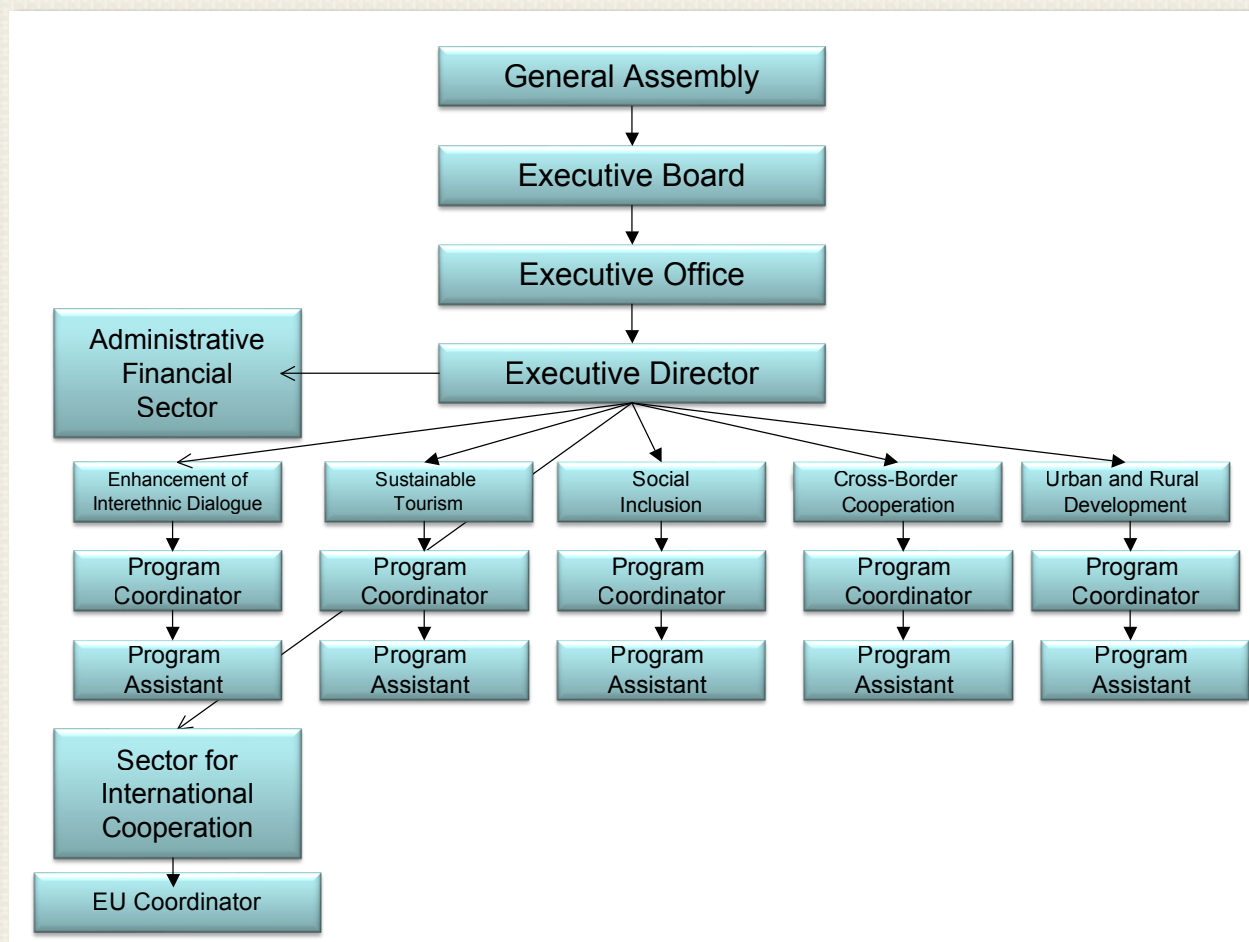 General Assembly
Executive Board
Executive Office
Administrative
Financial
Sector
Executive Director
Enhancement of
Interethnic Dialogue
Sustainable
Tourism
Social
Inclusion
Cross-Border
Cooperation
Urban and Rural
Development
Program
Coordinator
Program
Coordinator
Program
Coordinator
Program
Coordinator
Program
Coordinator
Program
Assistant
Program
Assistant
Program
Assistant
Program
Assistant
Program
Assistant
Sector for
International
Cooperation
EU Coordinator